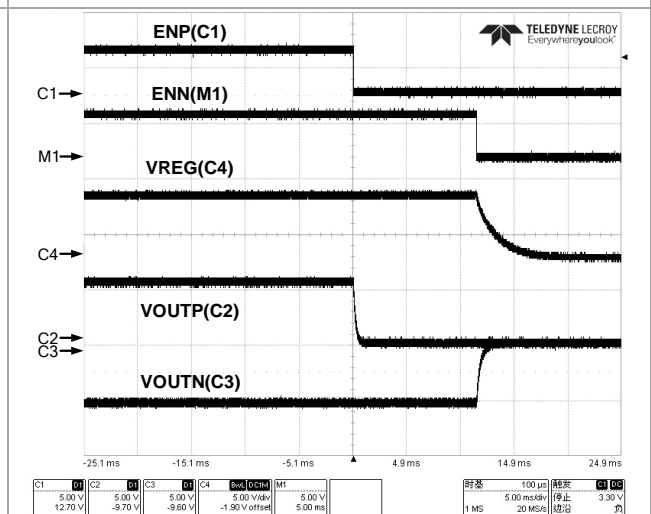 ENP(C1)
TELEDYNE LECROY
Everywhereyoulook™
C1
ENN(M1)
M1
VREG(C4)
C4
VOUTP(C2)
C2
C3
VOUTN(C3)
-25.1 ms -15.1 ms -5.1 ms 4.9 ms 14.9 ms 24.9 ms
C1 D1 C2 D1 C3 D1 C4 BwL DC1M M1 时基 100 µs 触发 C1 DC
5.00 V 5.00 V 5.00 V 5.00 V/div 5.00 V 5.00 ms/div 停止 3.30 V
12.70 V -9.70 V -9.60 V -1.90 V offset 5.00 ms 1 MS 20 MS/s 边沿 负